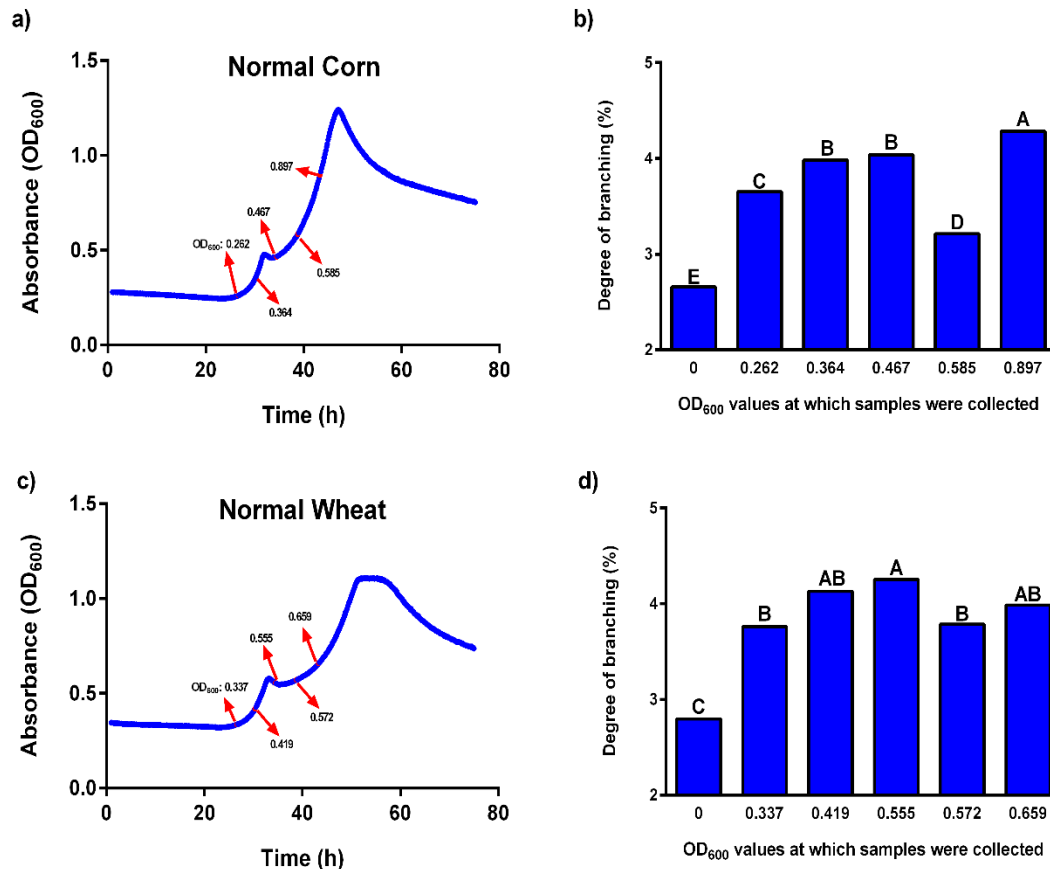 a)
Normal Corn
Absorbance (OD600)
1.5
1.0
0.5
0.0
0.897
0.467
OD600: 0.262
0.585
0.364
0
20
40
60
80
Time (h)
b)
Degree of branching (%)
5
4
3
2
E
C
B
B
D
A
0
0.262
0.364
0.467
0.585
0.897
OD600 values at which samples were collected
c)
Normal Wheat
Absorbance (OD600)
1.5
1.0
0.5
0.0
0.659
0.555
OD600: 0.337
0.572
0.419
0
20
40
60
80
Time (h)
d)
Degree of branching (%)
5
4
3
2
C
B
AB
A
B
AB
0
0.337
0.419
0.555
0.572
0.659
OD600 values at which samples were collected